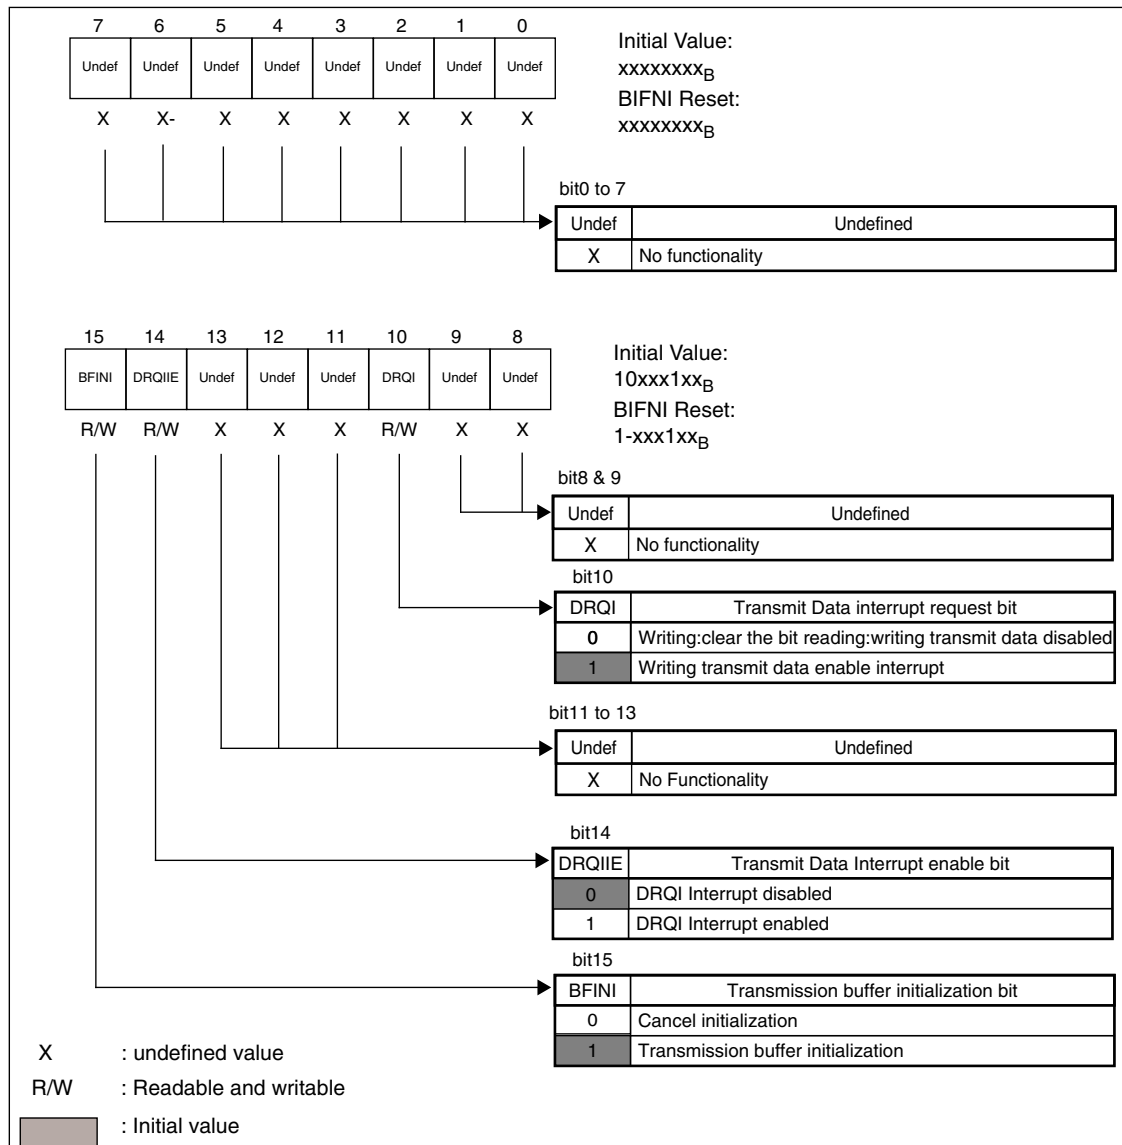 7 6 5 4 3 2 1 0
Undef Undef Undef Undef Undef Undef Undef Undef
X X- X X X X X X
Initial Value:
xxxxxxxxB
BIFNI Reset:
xxxxxxxxB
bit0 to 7
Undef Undefined
X No functionality
15 14 13 12 11 10 9 8
BFINI DRQIIE Undef Undef Undef DRQI Undef Undef
R/W R/W X X X R/W X X
Initial Value:
10xxx1xxB
BIFNI Reset:
1-xxx1xxB
bit8 & 9
Undef Undefined
X No functionality
bit10
DRQI Transmit Data interrupt request bit
0 Writing:clear the bit reading:writing transmit data disabled
1 Writing transmit data enable interrupt
bit11 to 13
Undef Undefined
X No Functionality
bit14
DRQIIE Transmit Data Interrupt enable bit
0 DRQI Interrupt disabled
1 DRQI Interrupt enabled
bit15
BFINI Transmission buffer initialization bit
0 Cancel initialization
1 Transmission buffer initialization
X : undefined value
R/W : Readable and writable
: Initial value